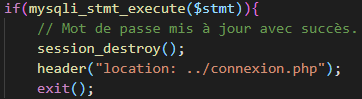 if(mysqli_stmt_execute($stmt)){
// Mot de passe mis à jour avec succès.
session_destroy();
header("location: ../connexion.php");
exit();